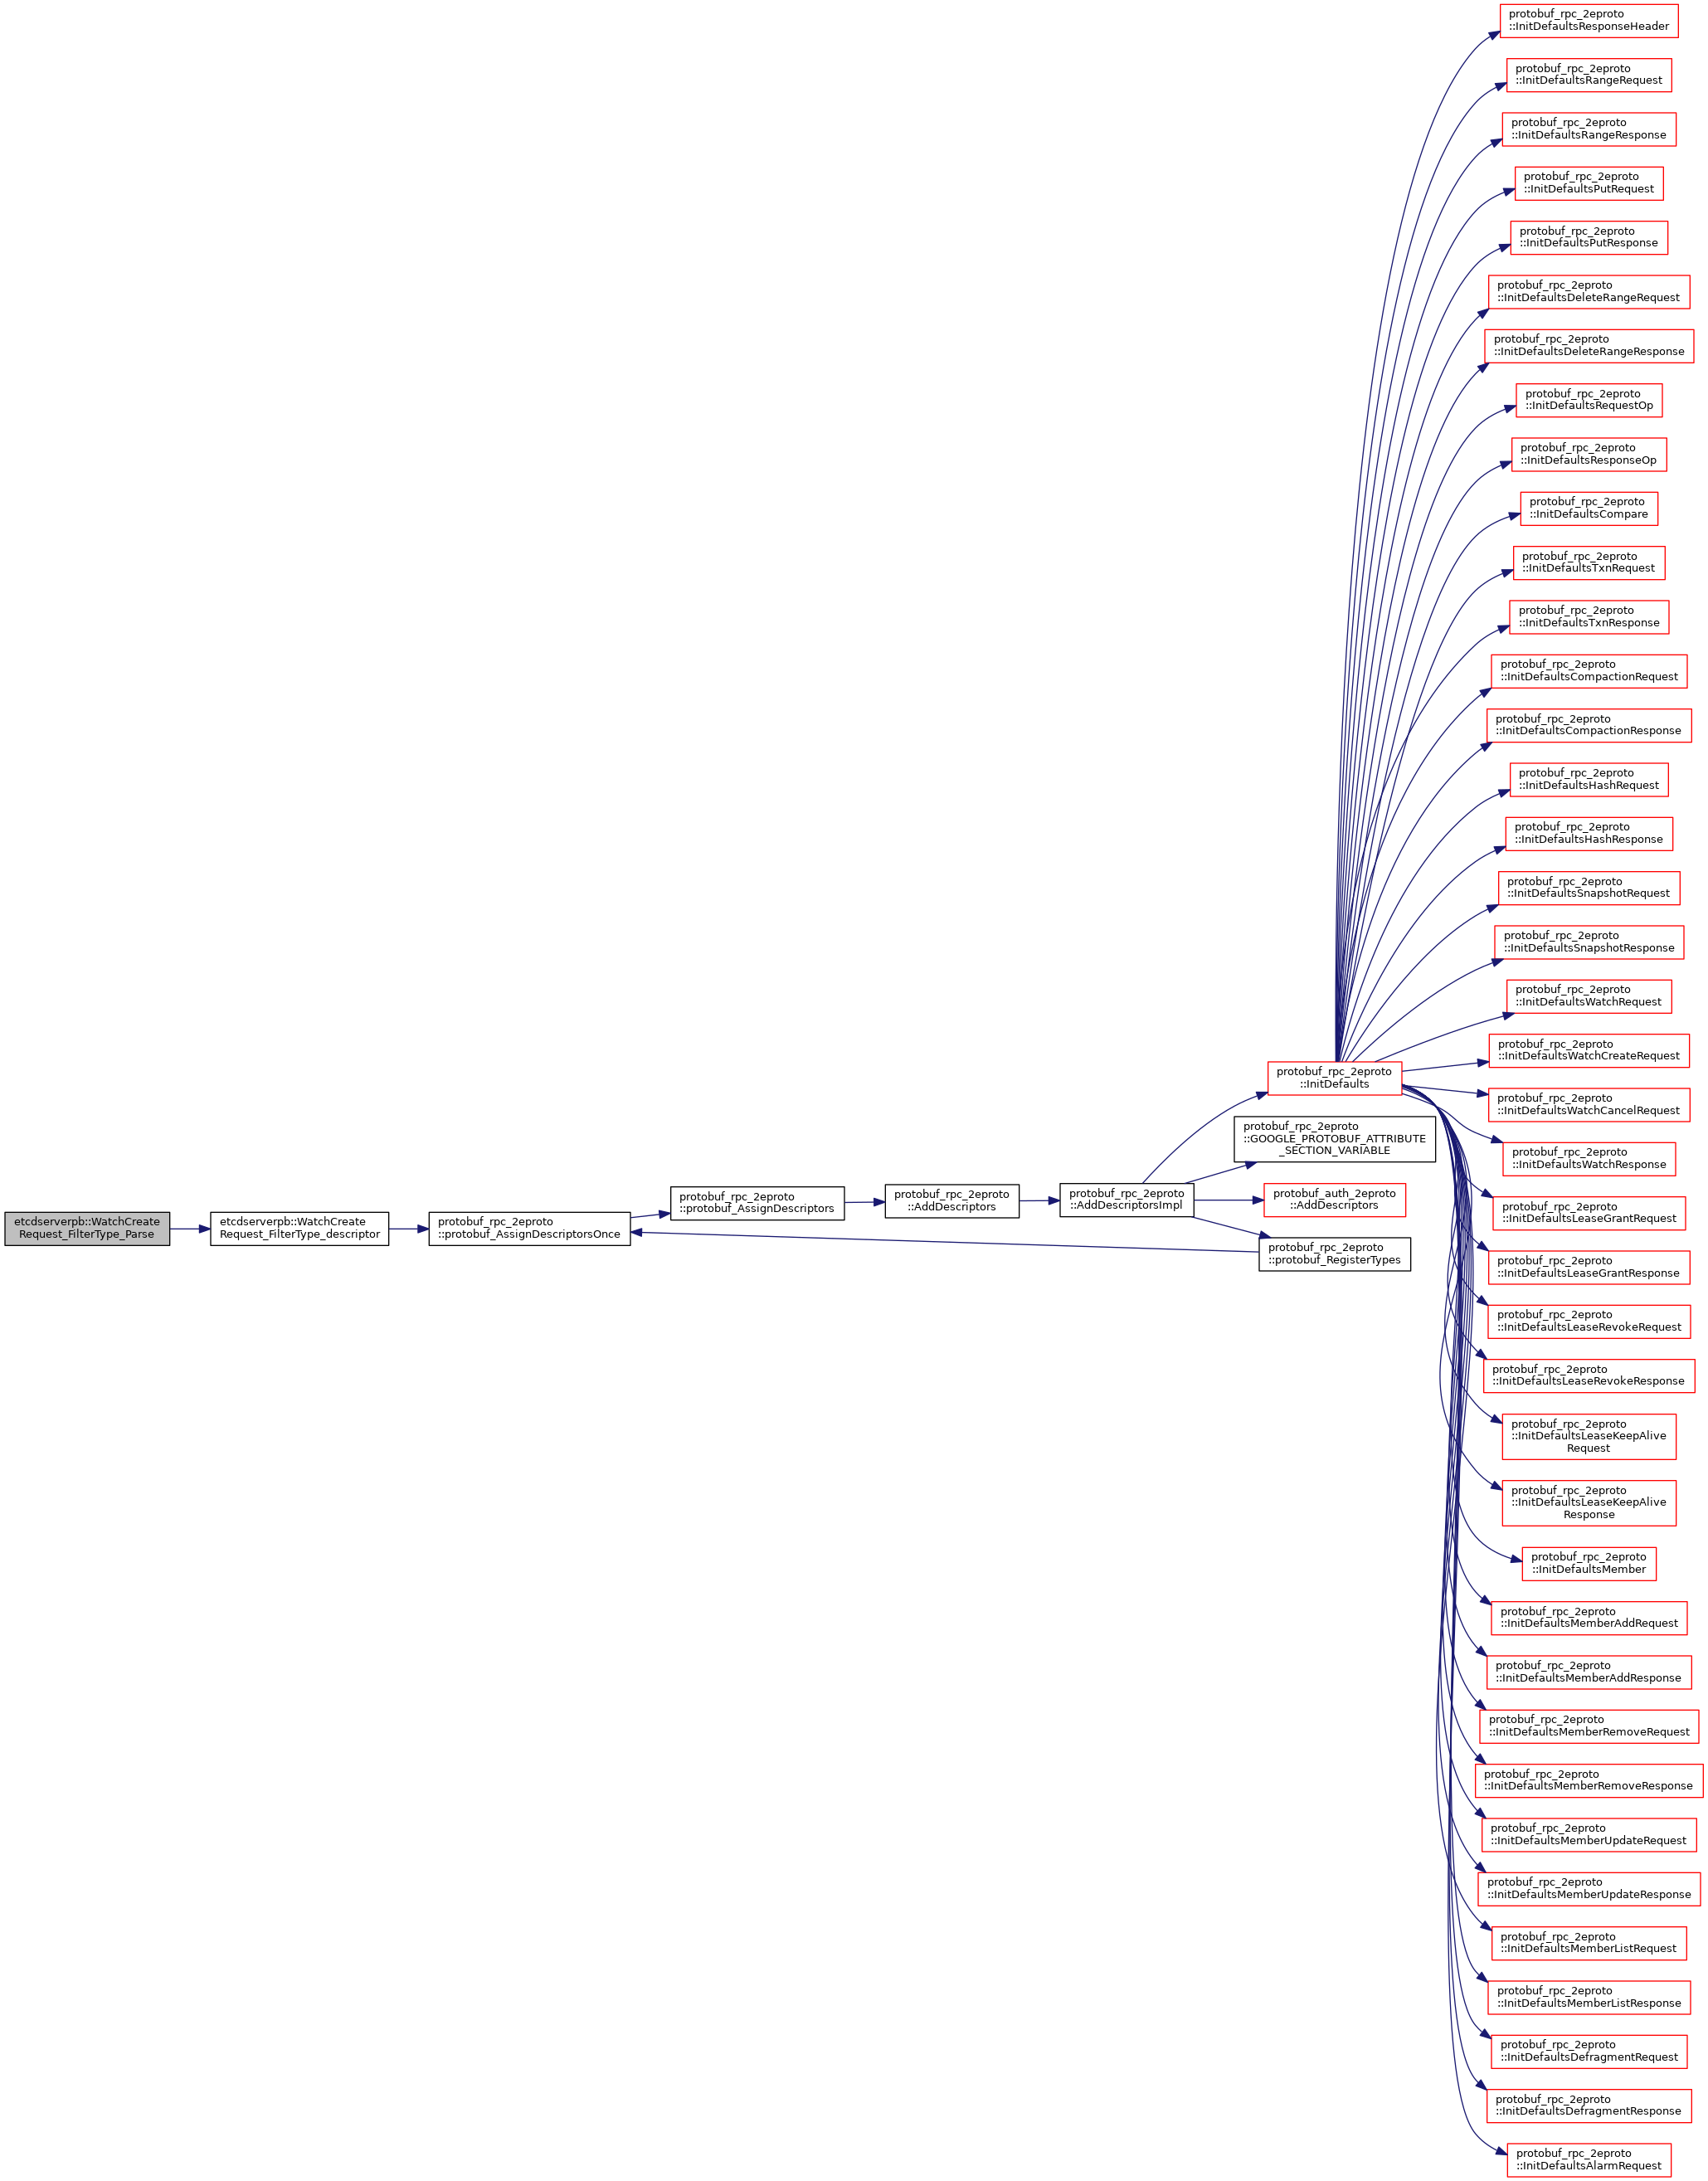 etcdserverpb::WatchCreate
Request_FilterType_Parse
etcdserverpb::WatchCreate
Request_FilterType_descriptor
protobuf_rpc_2eproto
::protobuf_AssignDescriptorsOnce
protobuf_rpc_2eproto
::protobuf_AssignDescriptors
protobuf_rpc_2eproto
::AddDescriptors
protobuf_rpc_2eproto
::AddDescriptorsImpl
protobuf_rpc_2eproto
::InitDefaults
protobuf_rpc_2eproto
::GOOGLE_PROTOBUF_ATTRIBUTE
_SECTION_VARIABLE
protobuf_auth_2eproto
::AddDescriptors
protobuf_rpc_2eproto
::protobuf_RegisterTypes
protobuf_rpc_2eproto
::InitDefaultsResponseHeader
protobuf_rpc_2eproto
::InitDefaultsRangeRequest
protobuf_rpc_2eproto
::InitDefaultsRangeResponse
protobuf_rpc_2eproto
::InitDefaultsPutRequest
protobuf_rpc_2eproto
::InitDefaultsPutResponse
protobuf_rpc_2eproto
::InitDefaultsDeleteRangeRequest
protobuf_rpc_2eproto
::InitDefaultsDeleteRangeResponse
protobuf_rpc_2eproto
::InitDefaultsRequestOp
protobuf_rpc_2eproto
::InitDefaultsResponseOp
protobuf_rpc_2eproto
::InitDefaultsCompare
protobuf_rpc_2eproto
::InitDefaultsTxnRequest
protobuf_rpc_2eproto
::InitDefaultsTxnResponse
protobuf_rpc_2eproto
::InitDefaultsCompactionRequest
protobuf_rpc_2eproto
::InitDefaultsCompactionResponse
protobuf_rpc_2eproto
::InitDefaultsHashRequest
protobuf_rpc_2eproto
::InitDefaultsHashResponse
protobuf_rpc_2eproto
::InitDefaultsSnapshotRequest
protobuf_rpc_2eproto
::InitDefaultsSnapshotResponse
protobuf_rpc_2eproto
::InitDefaultsWatchRequest
protobuf_rpc_2eproto
::InitDefaultsWatchCreateRequest
protobuf_rpc_2eproto
::InitDefaultsWatchCancelRequest
protobuf_rpc_2eproto
::InitDefaultsWatchResponse
protobuf_rpc_2eproto
::InitDefaultsLeaseGrantRequest
protobuf_rpc_2eproto
::InitDefaultsLeaseGrantResponse
protobuf_rpc_2eproto
::InitDefaultsLeaseRevokeRequest
protobuf_rpc_2eproto
::InitDefaultsLeaseRevokeResponse
protobuf_rpc_2eproto
::InitDefaultsLeaseKeepAlive
Request
protobuf_rpc_2eproto
::InitDefaultsLeaseKeepAlive
Response
protobuf_rpc_2eproto
::InitDefaultsMember
protobuf_rpc_2eproto
::InitDefaultsMemberAddRequest
protobuf_rpc_2eproto
::InitDefaultsMemberAddResponse
protobuf_rpc_2eproto
::InitDefaultsMemberRemoveRequest
protobuf_rpc_2eproto
::InitDefaultsMemberRemoveResponse
protobuf_rpc_2eproto
::InitDefaultsMemberUpdateRequest
protobuf_rpc_2eproto
::InitDefaultsMemberUpdateResponse
protobuf_rpc_2eproto
::InitDefaultsMemberListRequest
protobuf_rpc_2eproto
::InitDefaultsMemberListResponse
protobuf_rpc_2eproto
::InitDefaultsDefragmentRequest
protobuf_rpc_2eproto
::InitDefaultsDefragmentResponse
protobuf_rpc_2eproto
::InitDefaultsAlarmRequest